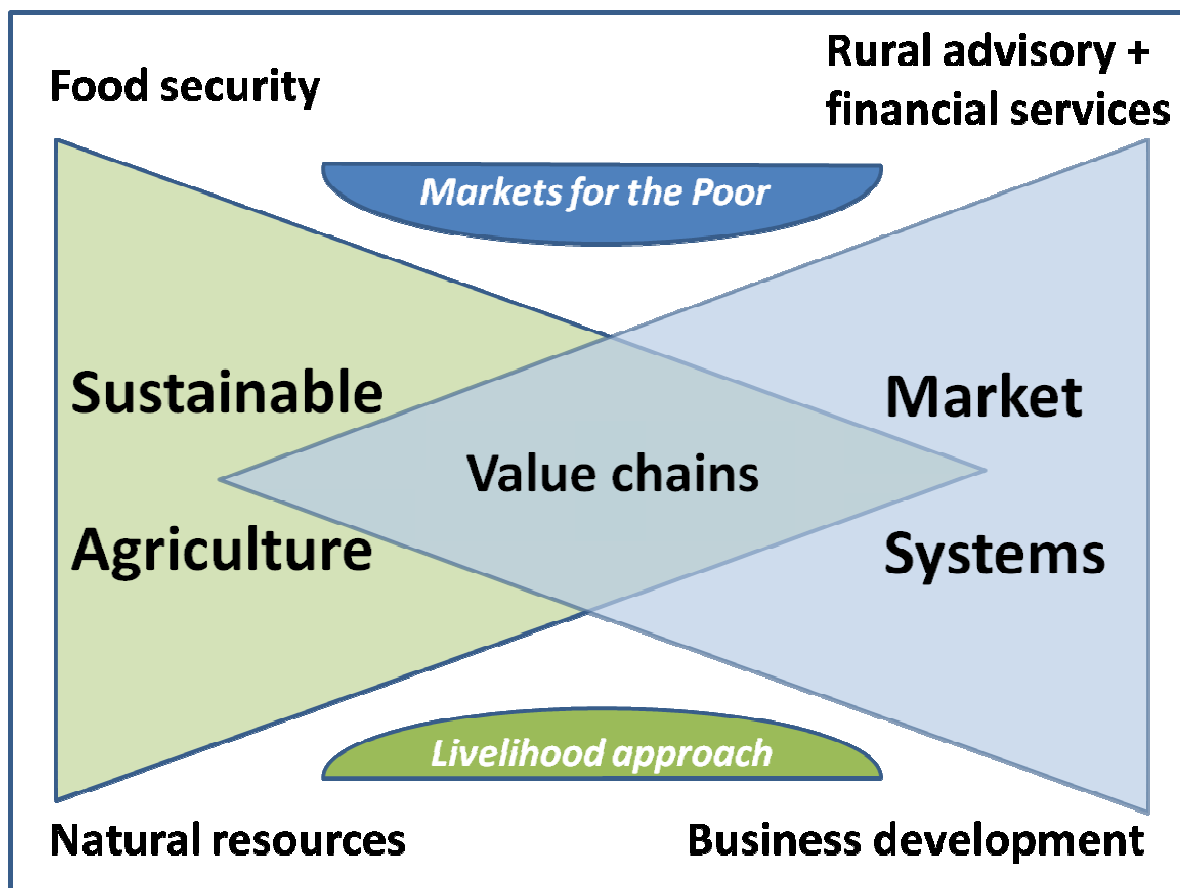 Food security
Rural advisory +
financial services
Markets for the Poor
Sustainable
Agriculture
Value chains
Market
Systems
Livelihood approach
Natural resources
Business development